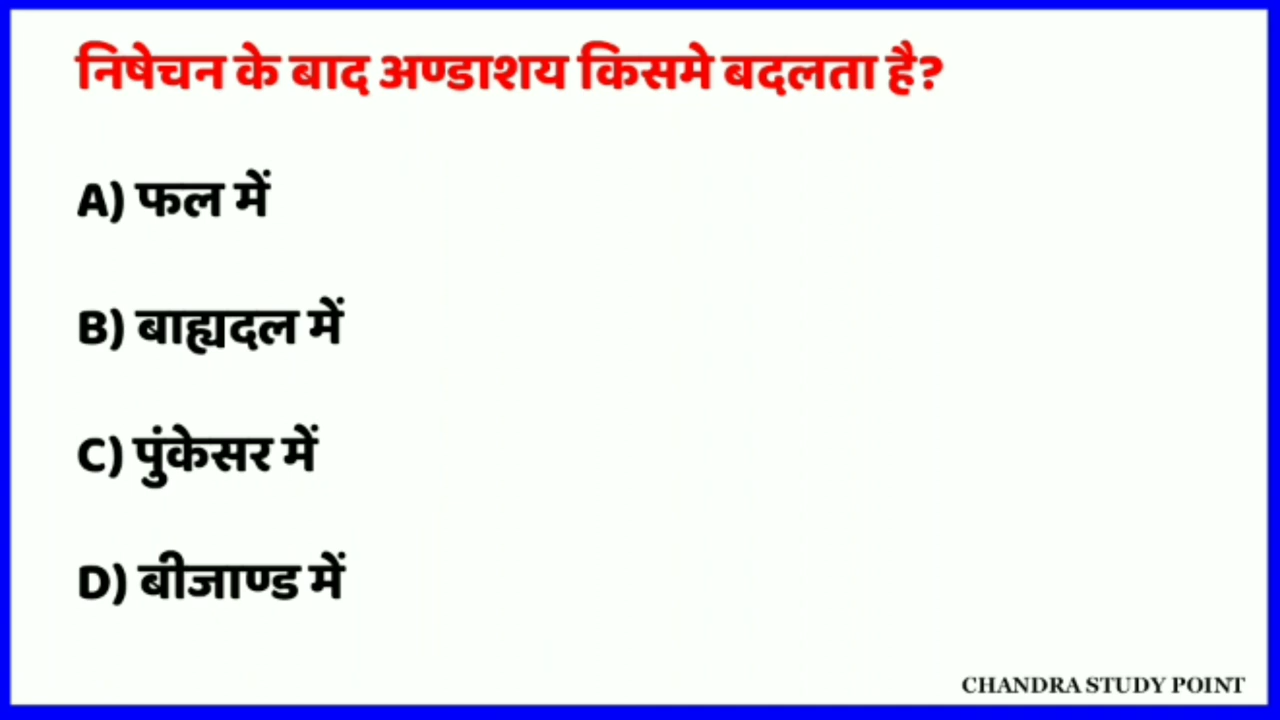 निषेचन के बाद अण्डाशय किसमे बदलता है?
A) फल में
B) बाह्यदल में
C) पुंकेसर में
D) बीजाण्ड में
CHANDRA STUDY POINT